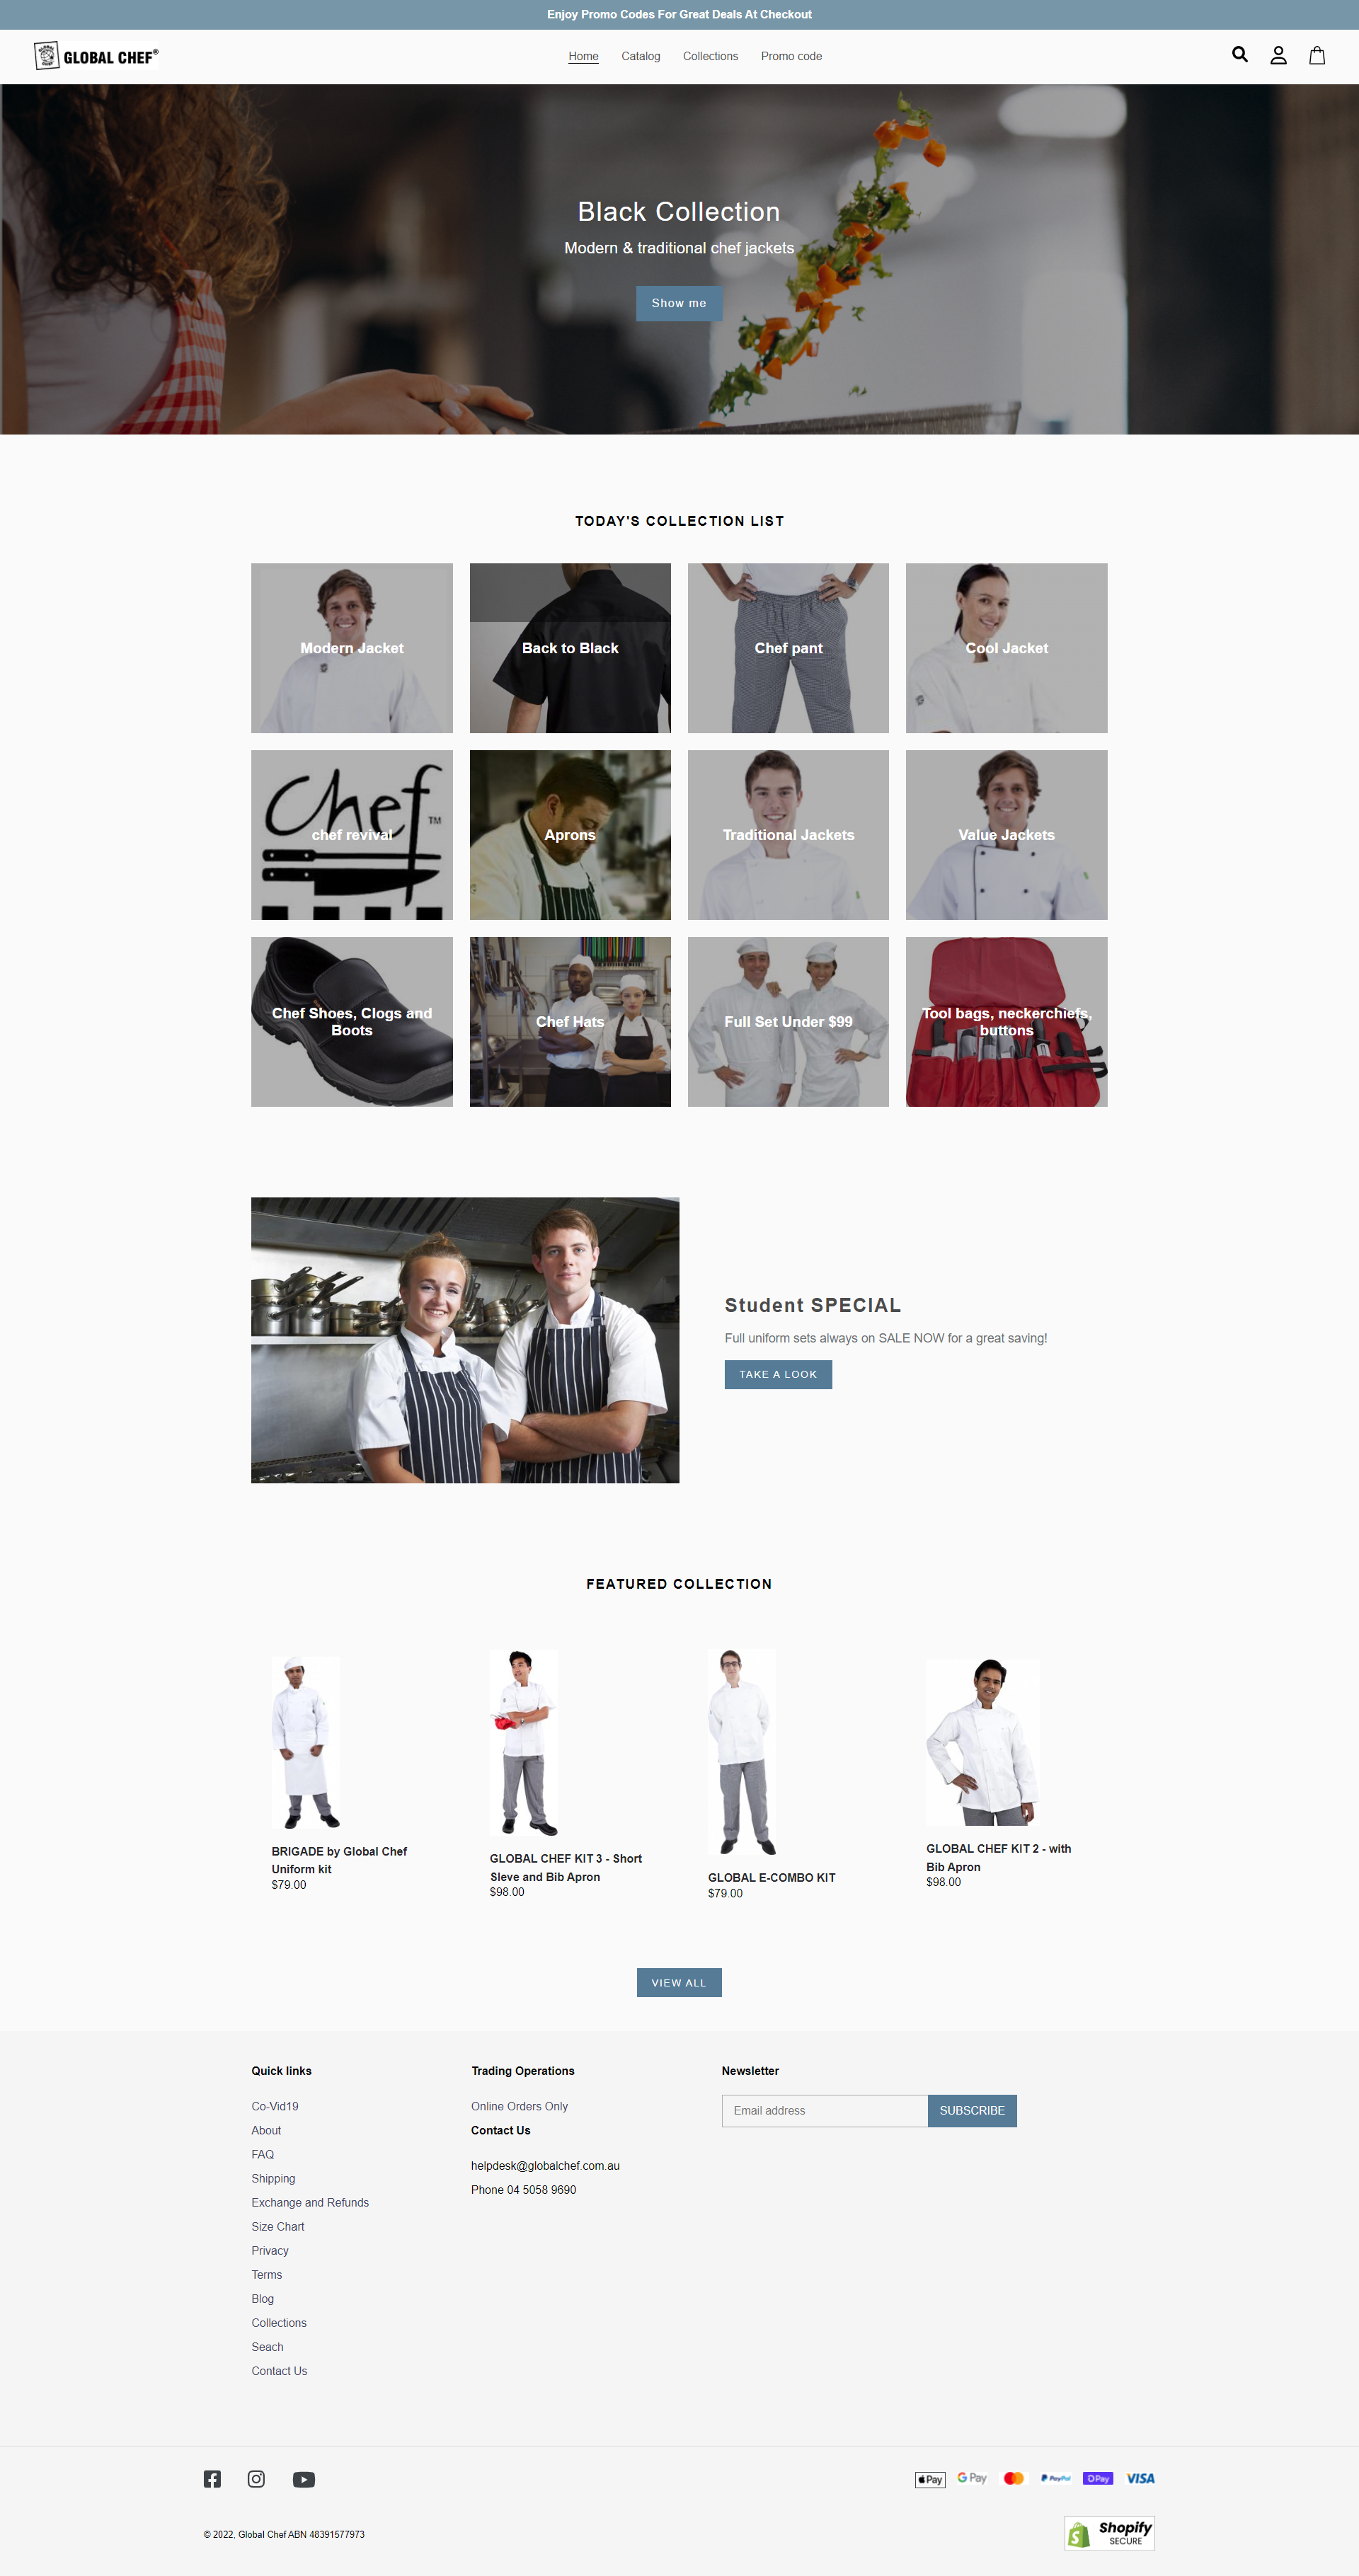 Enjoy Promo Codes For Great Deals At Checkout
GLOBAL CHEF®
Home
Catalog
Collections
Promo code
Black Collection
Modern & traditional chef jackets
Show me
TODAY'S COLLECTION LIST
Modern Jacket
Back to Black
Chef pant
Cool Jacket
chef revival
Chef™
Aprons
Traditional Jackets
Value Jackets
Chef Shoes, Clogs and
Boots
Chef Hats
Full Set Under $99
Tool bags, neckerchiefs,
buttons
Student SPECIAL
Full uniform sets always on SALE NOW for a great saving!
TAKE A LOOK
FEATURED COLLECTION
BRIGADE by Global Chef
Uniform kit
$79.00
GLOBAL CHEF KIT 3 - Short
Sleve and Bib Apron
$98.00
GLOBAL E-COMBO KIT
$79.00
GLOBAL CHEF KIT 2 - with
Bib Apron
$98.00
VIEW ALL
Quick links
Co-Vid19
About
FAQ
Shipping
Exchange and Refunds
Size Chart
Privacy
Terms
Blog
Collections
Seach
Contact Us
Trading Operations
Online Orders Only
Contact Us
helpdesk@globalchef.com.au
Phone 04 5058 9690
Newsletter
Email address
SUBSCRIBE
Pay
G Pay
PayPal
Pay
VISA
© 2022, Global Chef ABN 48391577973
Shopify
SECURE